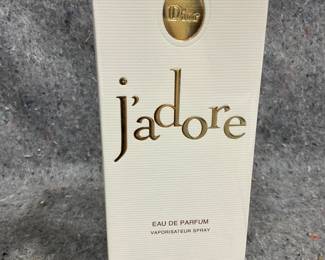 Dior
j'adore
EAU DE PARFUM
VAPORISATEUR SPRAY